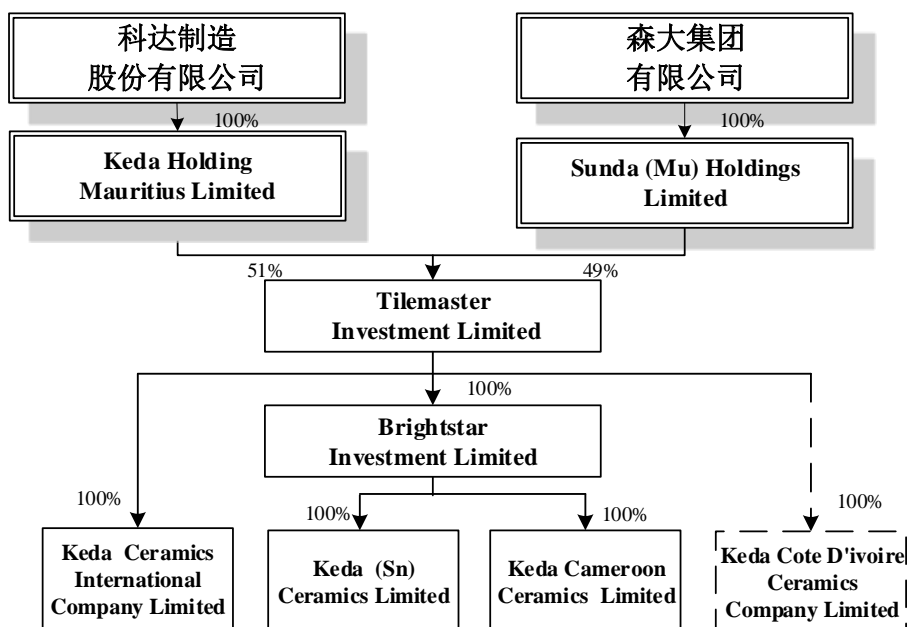 科达制造
股份有限公司
森大集团
有限公司
100%
100%
Keda Holding
Mauritius Limited
Sunda (Mu) Holdings
Limited
51%
49%
Tilemaster
Investment Limited
100%
Brightstar
Investment Limited
100%
100%
100%
100%
Keda Ceramics
International
Company Limited
Keda (Sn)
Ceramics Limited
Keda Cameroon
Ceramics Limited
Keda Cote D'ivoire
Ceramics
Company Limited